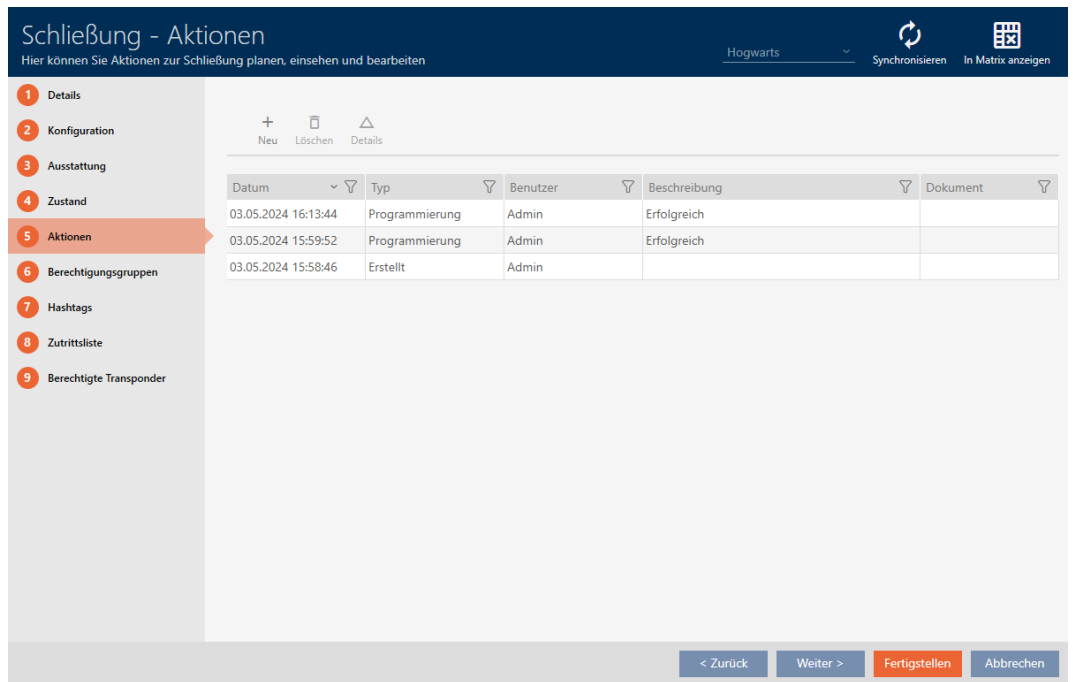 Schließung - Aktionen
Hier können Sie Aktionen zur Schließung planen, einsehen und bearbeiten
Hogwarts
Synchronisieren
In Matrix anzeigen
1 Details
2 Konfiguration
3 Ausstattung
4 Zustand
5 Aktionen
6 Berechtigungsgruppen
7 Hashtags
8 Zutrittsliste
9 Berechtigte Transponder
Neu Löschen Details
Datum Typ Benutzer Beschreibung Dokument
03.05.2024 16:13:44 Programmierung Admin Erfolgreich
03.05.2024 15:59:52 Programmierung Admin Erfolgreich
03.05.2024 15:58:46 Erstellt Admin
< Zurück Weiter > Fertigstellen Abbrechen